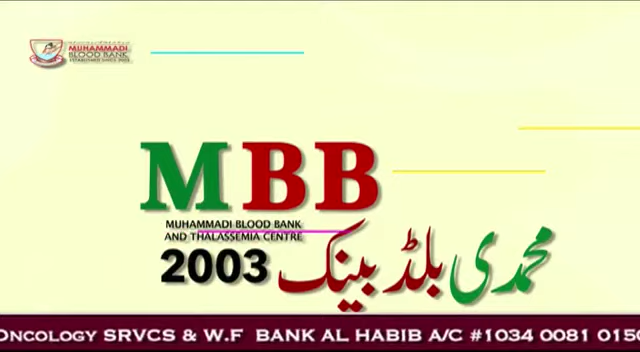 MUHAMMADI
BLOOD BANK
MBB
MUHAMMADI BLOOD BANK
AND THALASSEMIA CENTRE
2003 محمدی بلڈ بینک
ONCOLOGY SRVCS & W.F BANK AL HABIB A/C #1034 0081 0150